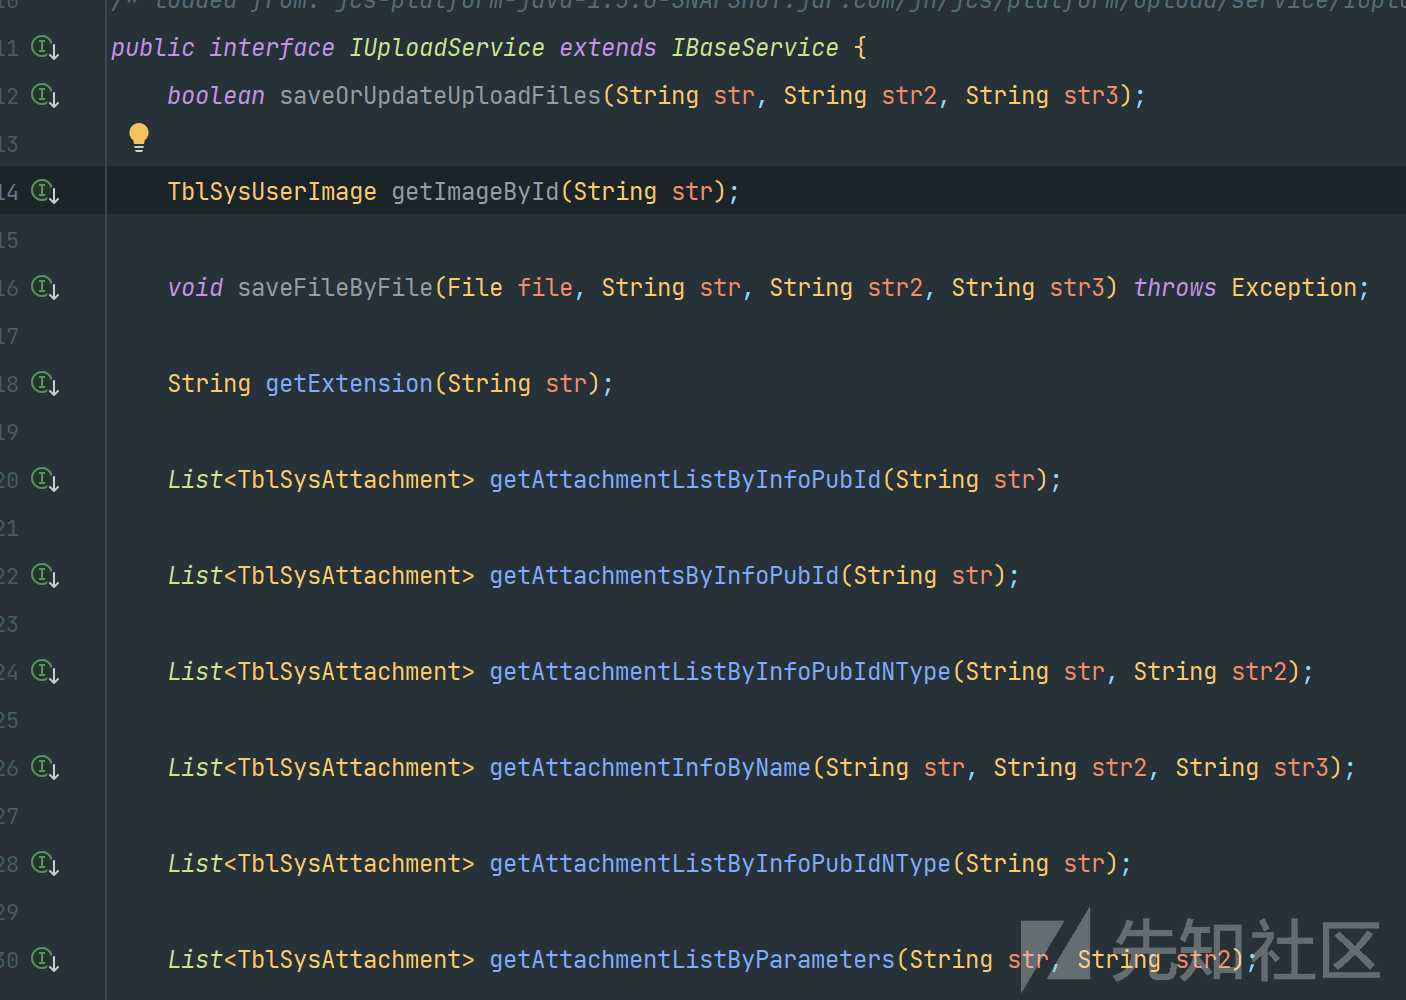 /* loaded from: jcs-platform-java-1.5.0-SNAPSHOT.jar:com/jh/jcs/platform/upload/service/IUplo
11 public interface IUploadService extends IBaseService {
12 boolean saveOrUpdateUploadFiles(String str, String str2, String str3);
13
14 TblSysUserImage getImageById(String str);
15
16 void saveFileByFile(File file, String str, String str2, String str3) throws Exception;
17
18 String getExtension(String str);
19
20 List<TblSysAttachment> getAttachmentListByInfoPubId(String str);
21
22 List<TblSysAttachment> getAttachmentsByInfoPubId(String str);
23
24 List<TblSysAttachment> getAttachmentListByInfoPubIdNType(String str, String str2);
25
26 List<TblSysAttachment> getAttachmentInfoByName(String str, String str2, String str3);
27
28 List<TblSysAttachment> getAttachmentListByInfoPubIdNType(String str);
29
30 List<TblSysAttachment> getAttachmentListByParameters(String str, String str2);
先知社区